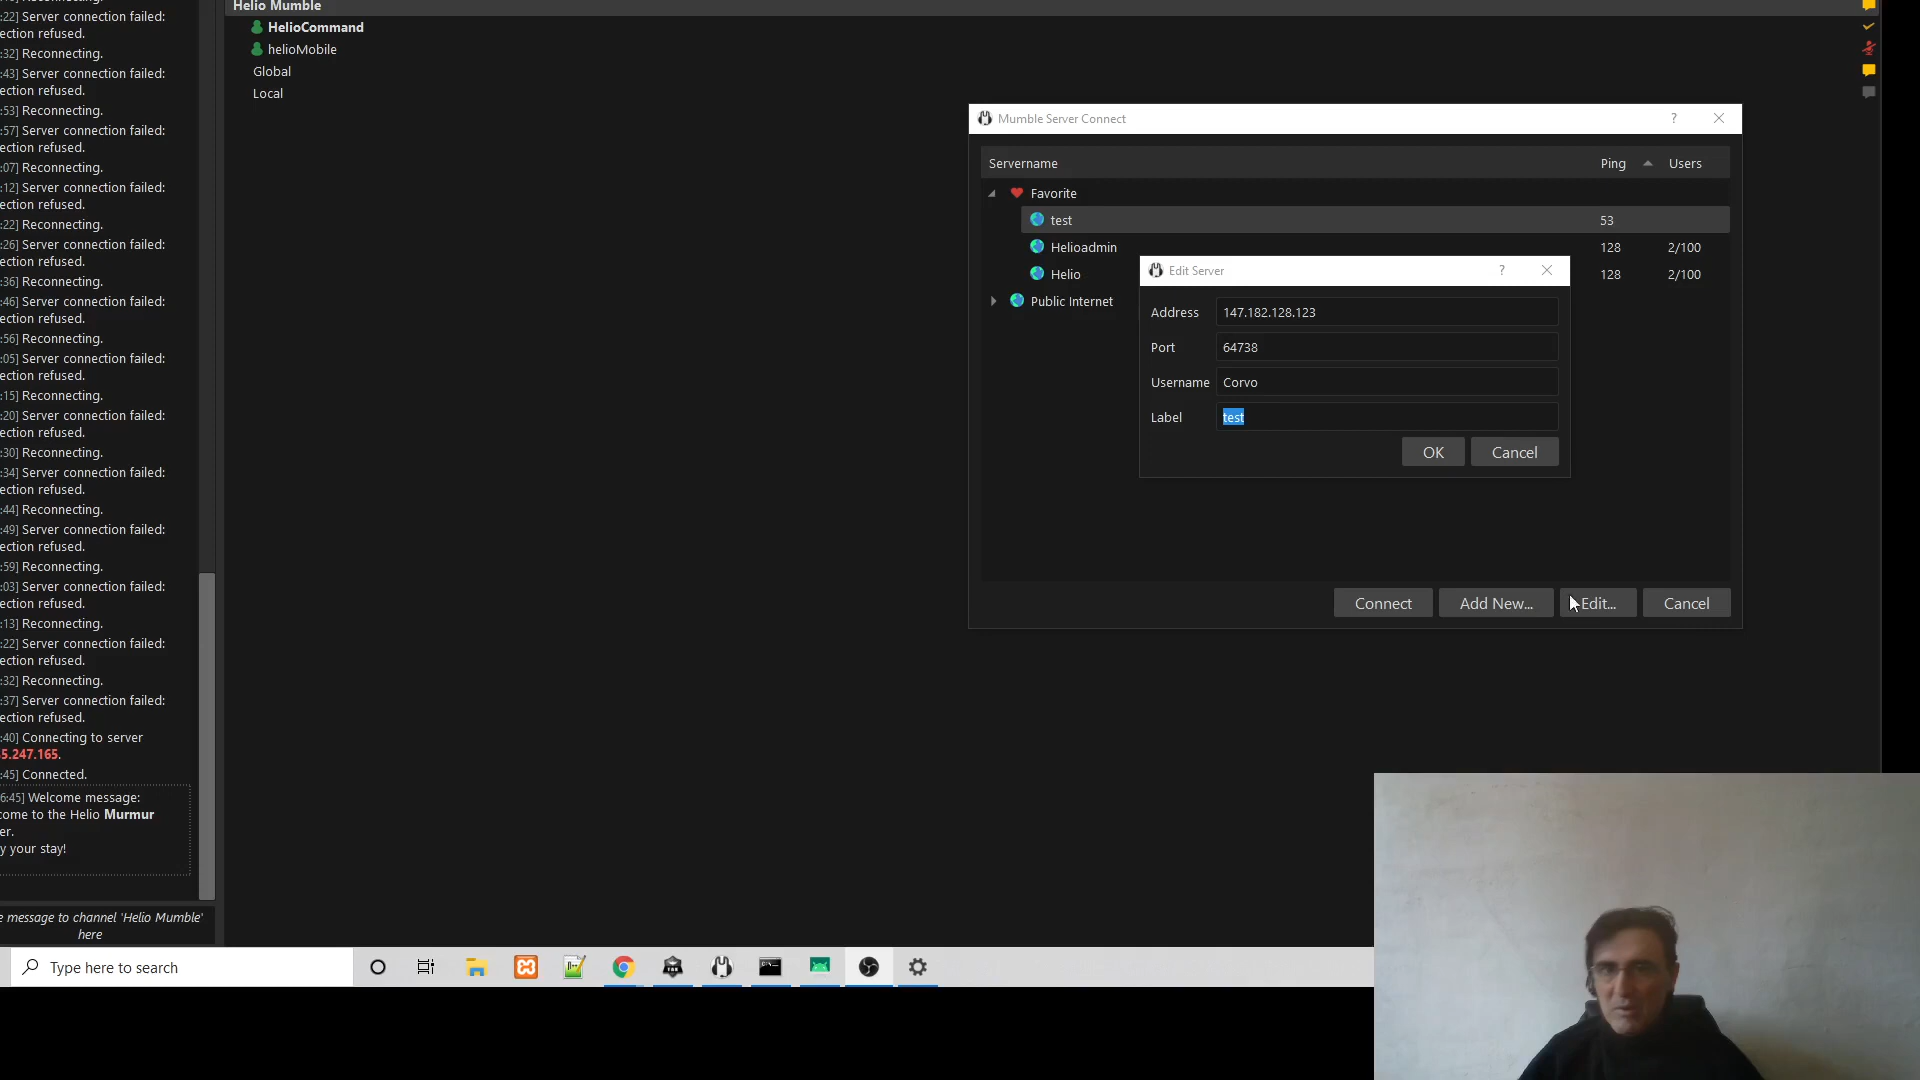 :22] Server connection failed:
ection refused.
:32] Reconnecting.
:43] Server connection failed:
ection refused.
:53] Reconnecting.
:57] Server connection failed:
ection refused.
:07] Reconnecting.
:12] Server connection failed:
ection refused.
:22] Reconnecting.
:26] Server connection failed:
ection refused.
:36] Reconnecting.
:46] Server connection failed:
ection refused.
:56] Reconnecting.
:05] Server connection failed:
ection refused.
:15] Reconnecting.
:20] Server connection failed:
ection refused.
:30] Reconnecting.
:34] Server connection failed:
ection refused.
:44] Reconnecting.
:49] Server connection failed:
ection refused.
:59] Reconnecting.
:03] Server connection failed:
ection refused.
:13] Reconnecting.
:22] Server connection failed:
ection refused.
:32] Reconnecting.
:37] Server connection failed:
ection refused.
:40] Connecting to server
5.247.165.
:45] Connected.
6:45] Welcome message:
come to the Helio Murmur
er.
y your stay!
e message to channel 'Helio Mumble'
here
Helio Mumble
HelioCommand
helioMobile
Global
Local
Mumble Server Connect
Servername Ping Users
Favorite
test 53
Helioadmin 128 2/100
Helio 128 2/100
Public Internet
Edit Server
Address 147.182.128.123
Port 64738
Username Corvo
Label test
OK Cancel
Connect Add New... Edit... Cancel
Type here to search